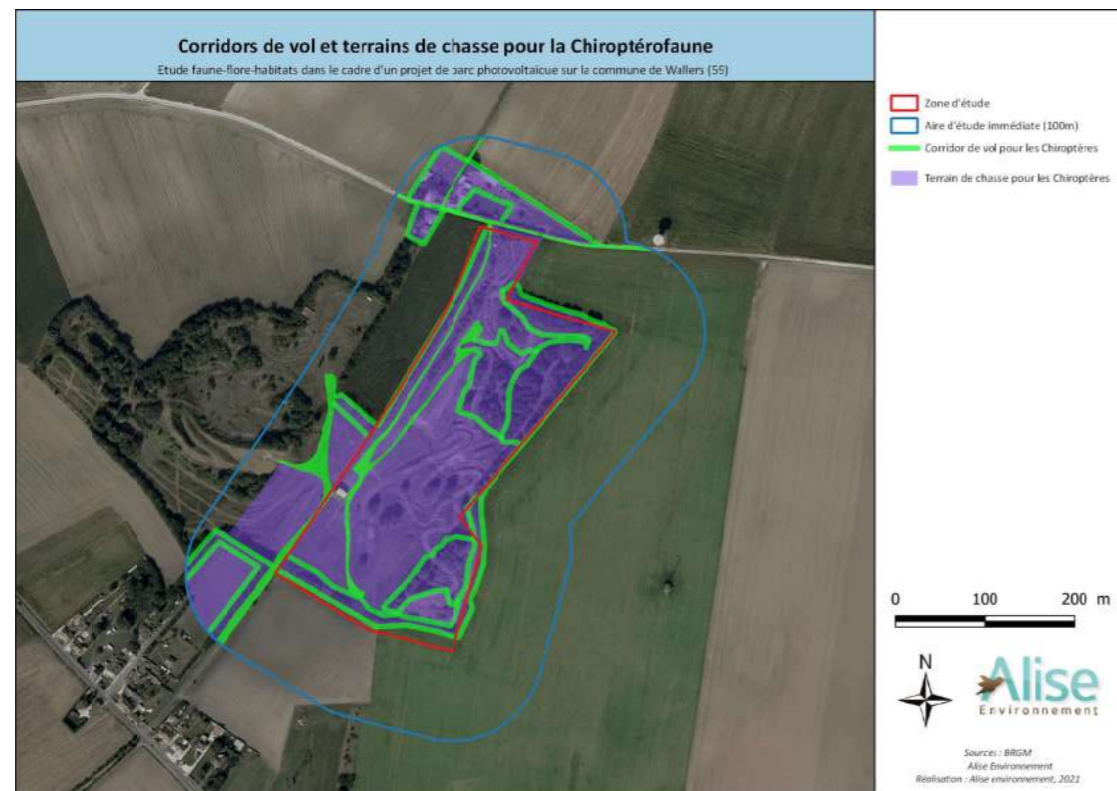 Corridors de vol et terrains de chasse pour la Chiroptérofaune
Etude faune-flore-habitats dans le cadre d'un projet de parc photovoltaïque sur la commune de Wallers (59)
Zone d'étude
Aire d'étude immédiate (100m)
Corridor de vol pour les Chiroptères
Terrain de chasse pour les Chiroptères
0 100 200 m
N
Alise
Environnement
Sources : BRGM
Alise Environnement
Réalisation : Alise environnement, 2021